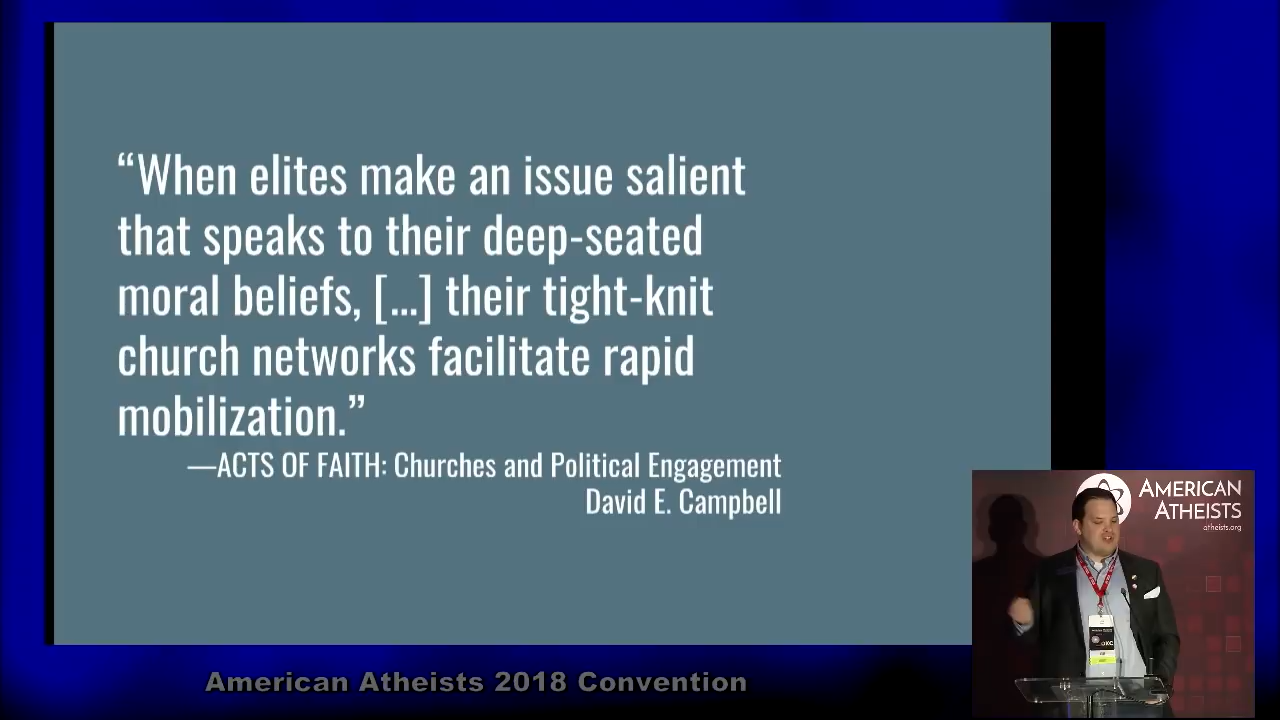 “When elites make an issue salient
that speaks to their deep-seated
moral beliefs, [...] their tight-knit
church networks facilitate rapid
mobilization.”
—ACTS OF FAITH: Churches and Political Engagement
David E. Campbell
AMERICAN
ATHEISTS
atheists.org
OKC
American Atheists 2018 Convention